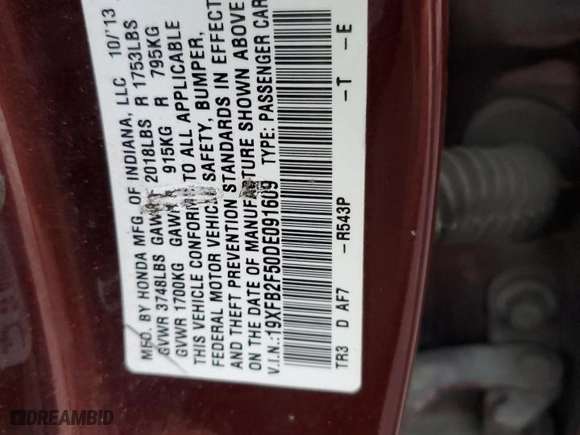 MFD. BY HONDA MFG. OF INDIANA, LLC 10/'13
GVWR 3748LBS GAWR 2018LBS R 1753LBS
GVWR 1700KG GAWR 915KG R 795KG
THIS VEHICLE CONFORMS TO ALL APPLICABLE
FEDERAL MOTOR VEHICLE SAFETY, BUMPER,
AND THEFT PREVENTION STANDARDS IN EFFECT
ON THE DATE OF MANUFACTURE SHOWN ABOVE
V.I.N.:19XFB2F50DE091609 TYPE: PASSENGER CAR
TR3 D AF7 -R543P -T -E
DREAMBID